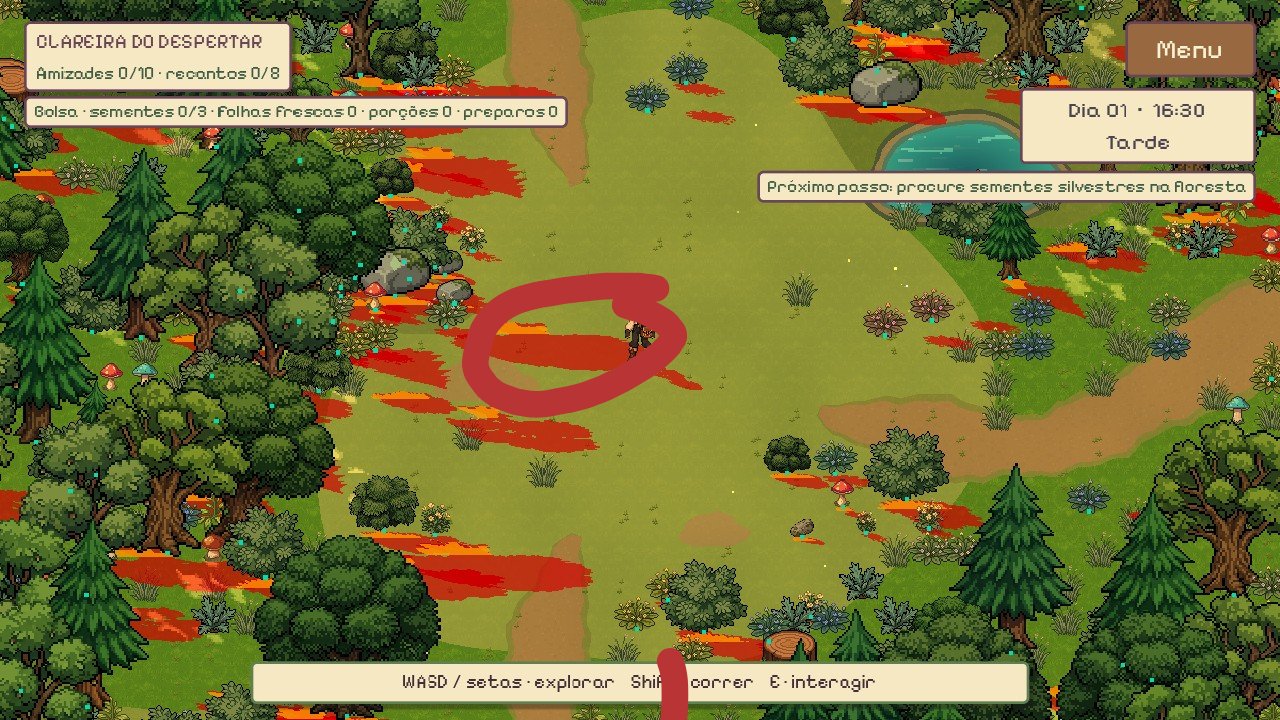 CLAREIRA DO DESPERTAR
Amizades 0/10 · recantos 0/8
Bolsa · sementes 0/3 · folhas frescas 0 · porções 0 · preparos 0
Menu
Dia 01 · 16:30
Tarde
Próximo passo: procure sementes silvestres na floresta
WASD / setas · explorar Shif correr E · interagir